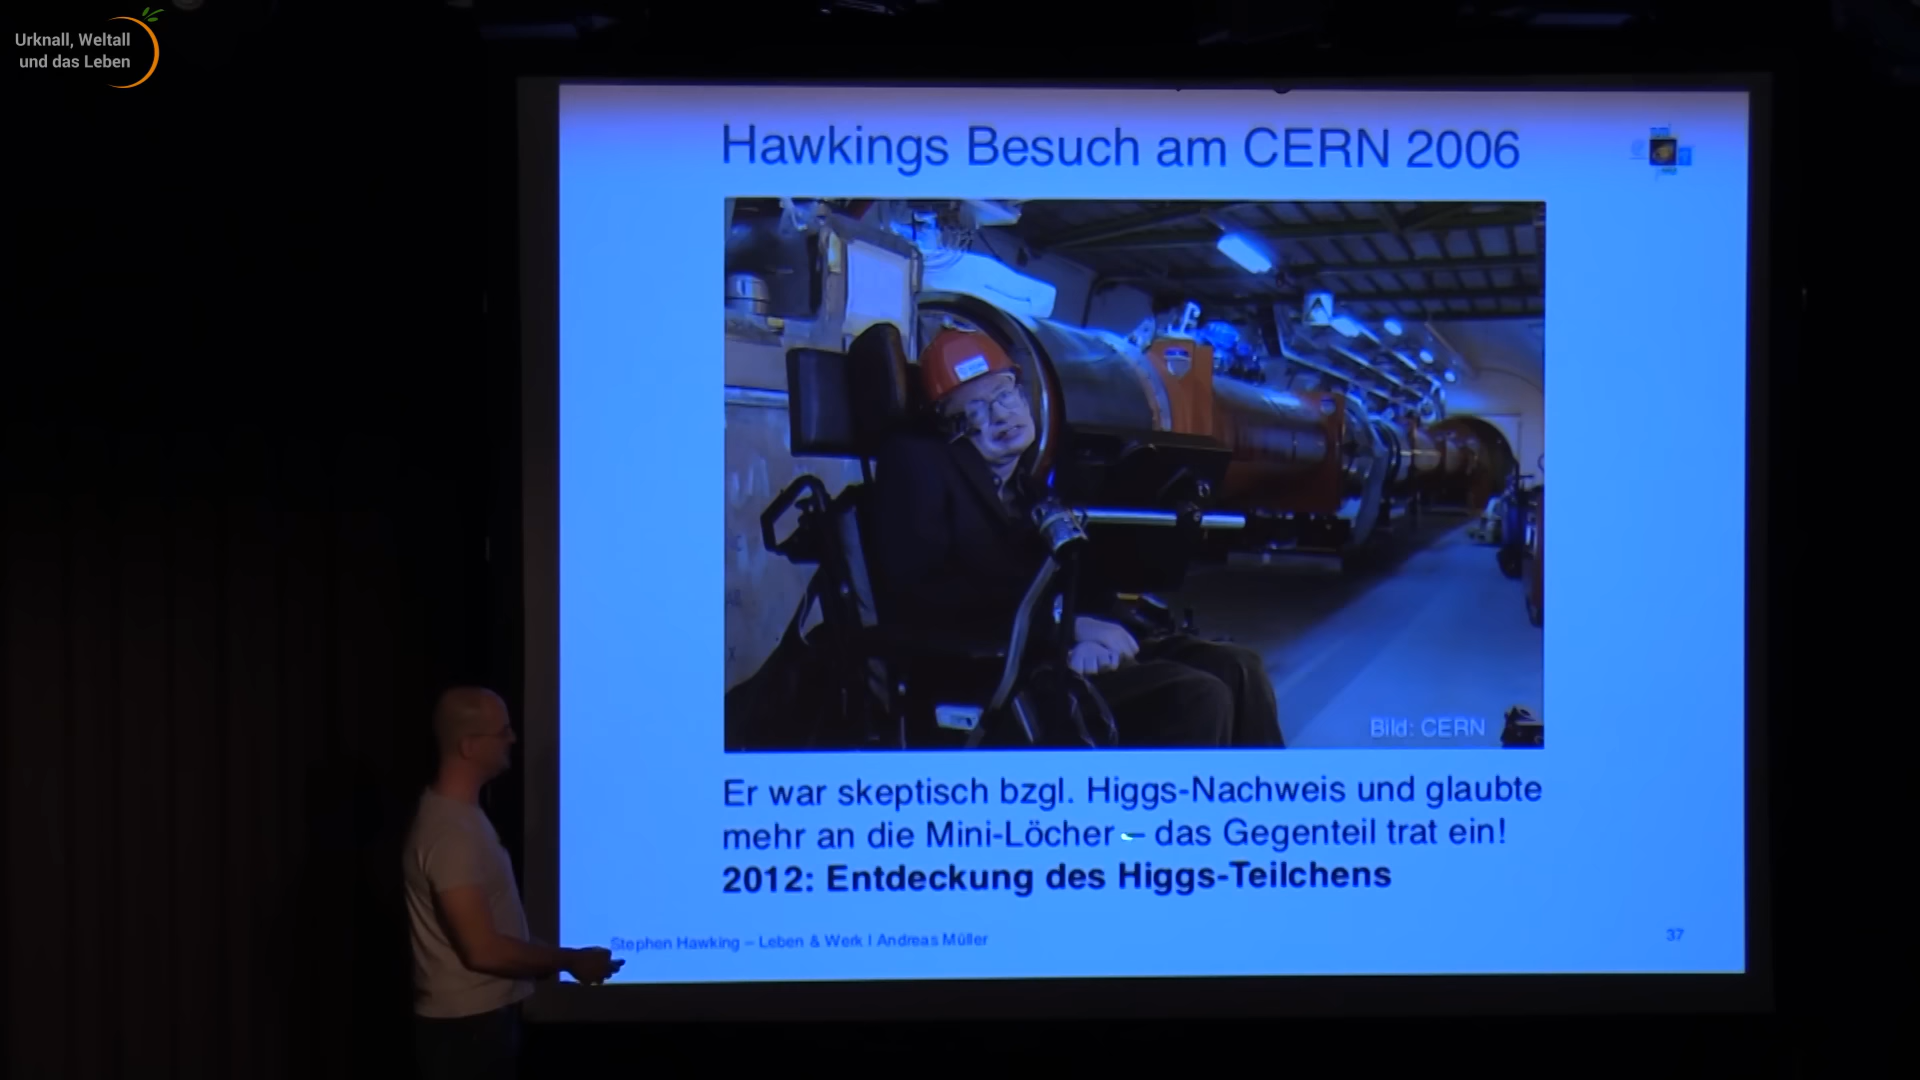 Urknall, Weltall
und das Leben
Hawkings Besuch am CERN 2006
Bild: CERN
Er war skeptisch bzgl. Higgs-Nachweis und glaubte
mehr an die Mini-Löcher – das Gegenteil trat ein!
2012: Entdeckung des Higgs-Teilchens
Stephen Hawking – Leben & Werk I Andreas Müller
37